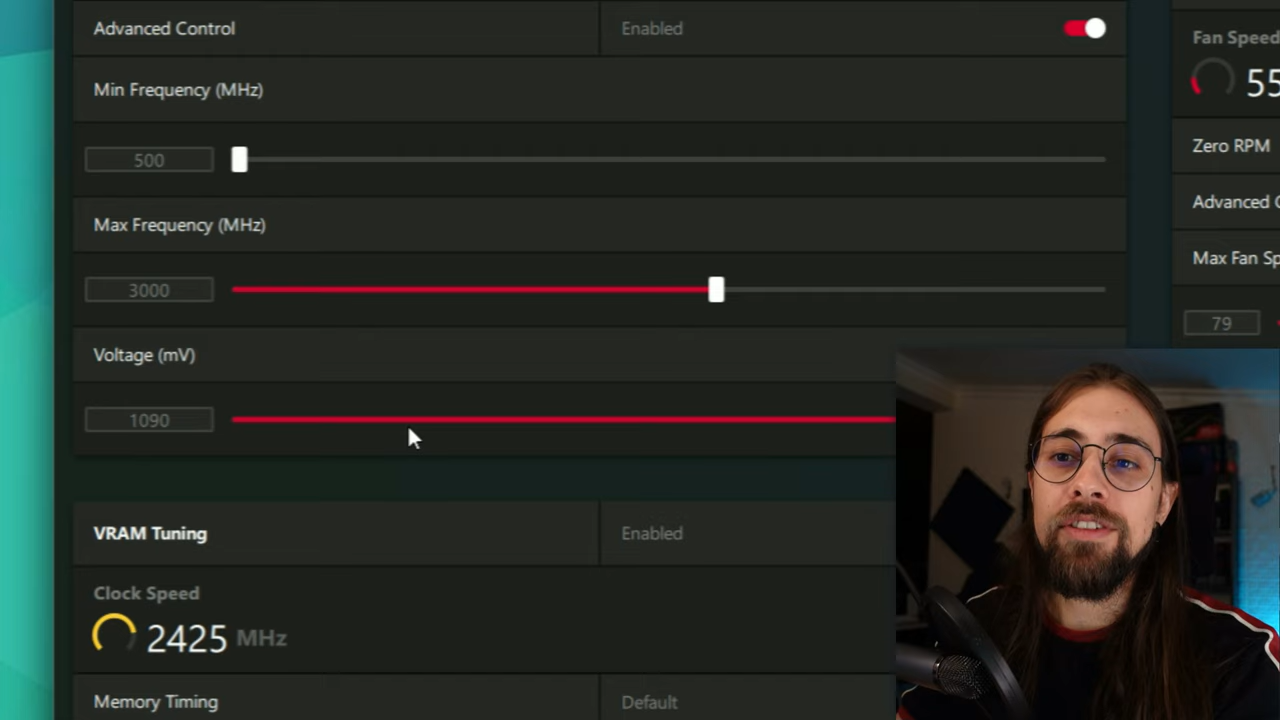 Advanced Control
Enabled
Min Frequency (MHz)
500
Max Frequency (MHz)
3000
Voltage (mV)
1090
VRAM Tuning
Enabled
Clock Speed
2425 MHz
Memory Timing
Default
Fan Speed
55
Zero RPM
Advanced
Max Fan
79